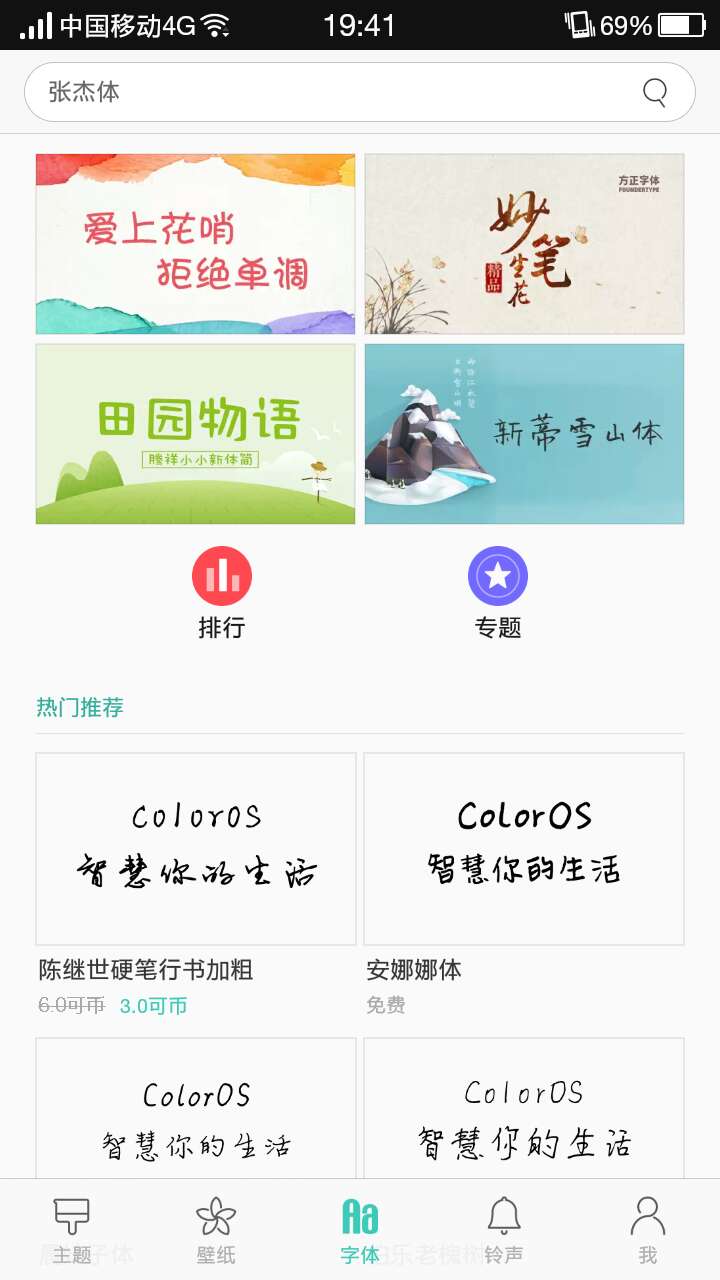 中国移动4G 19:41 69%
张杰体
爱上花哨
拒绝单调
方正字体
FOUNDERTYPE
妙笔生花
精品
田园物语
腾祥小小新体简
新蒂雪山体
排行 专题
热门推荐
ColorOS
智慧你的生活
ColorOS
智慧你的生活
陈继世硬笔行书加粗 安娜娜体
6.0可币 3.0可币 免费
ColorOS
智慧你的生活
ColorOS
智慧你的生活
Aa
主题 壁纸 字体 铃声 我